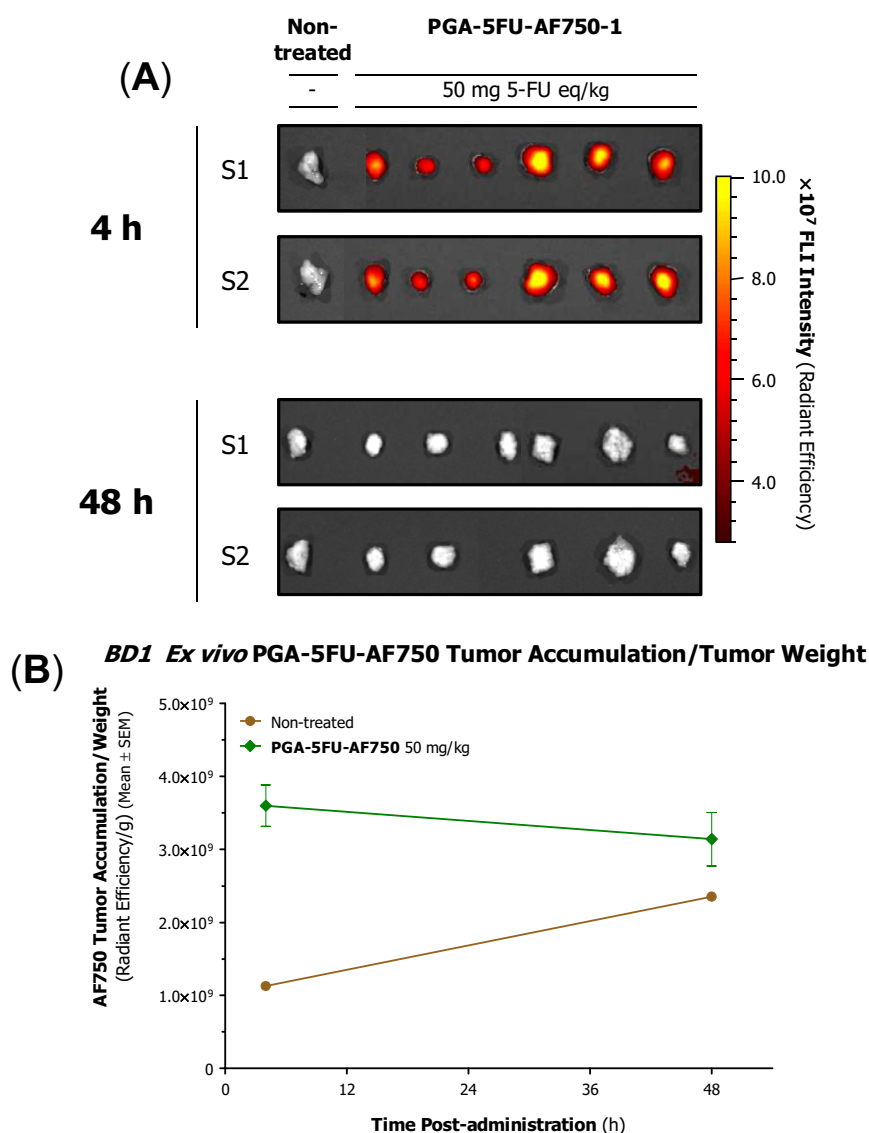 Non-
treated
PGA-5FU-AF750-1
(A)
-
50 mg 5-FU eq/kg
4 h
S1
S2
48 h
S1
S2
10.0
8.0
6.0
4.0
×10⁷ FLI Intensity (Radiant Efficiency)
(B)
BD1 Ex vivo PGA-5FU-AF750 Tumor Accumulation/Tumor Weight
AF750 Tumor Accumulation/Weight
(Radiant Efficiency/g) (Mean ± SEM)
5.0×10⁹
4.0×10⁹
3.0×10⁹
2.0×10⁹
1.0×10⁹
0
Non-treated
PGA-5FU-AF750 50 mg/kg
0
12
24
36
48
Time Post-administration (h)